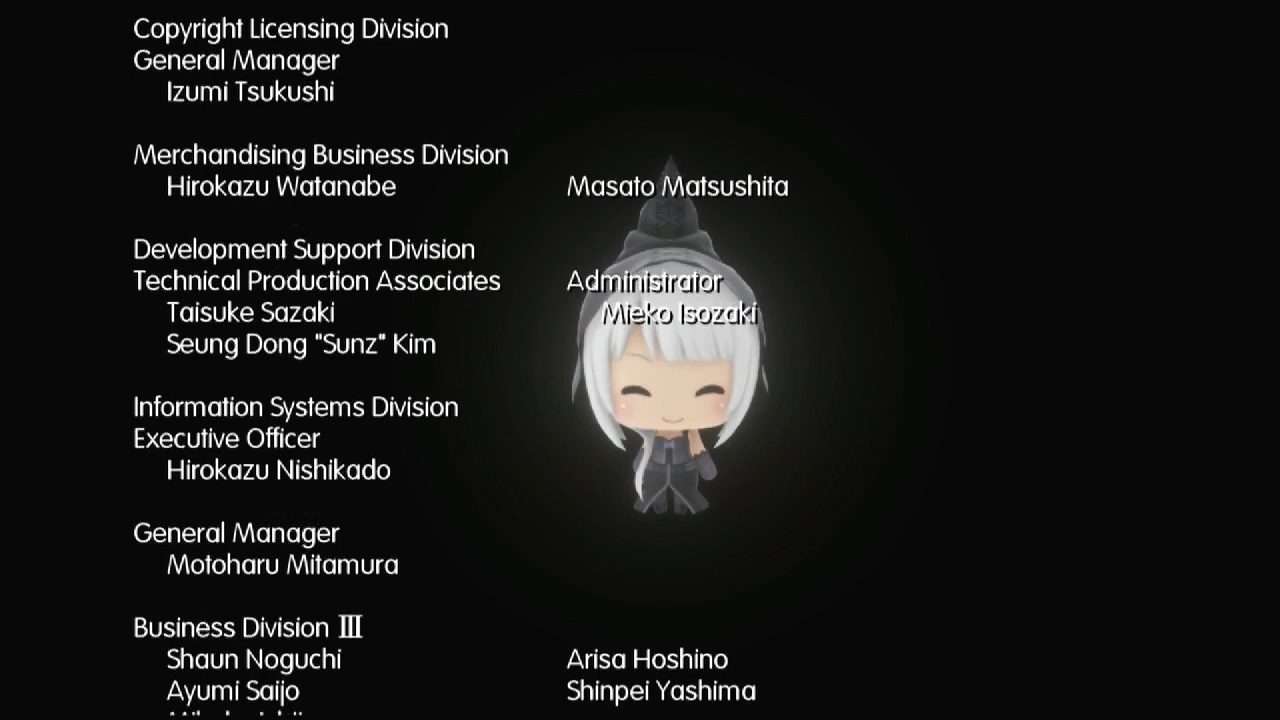 Copyright Licensing Division
General Manager
Izumi Tsukushi
Merchandising Business Division
Hirokazu Watanabe
Masato Matsushita
Development Support Division
Technical Production Associates
Administrator
Taisuke Sazaki
Mieko Isozaki
Seung Dong "Sunz" Kim
Information Systems Division
Executive Officer
Hirokazu Nishikado
General Manager
Motoharu Mitamura
Business Division Ⅲ
Shaun Noguchi
Arisa Hoshino
Ayumi Saijo
Shinpei Yashima